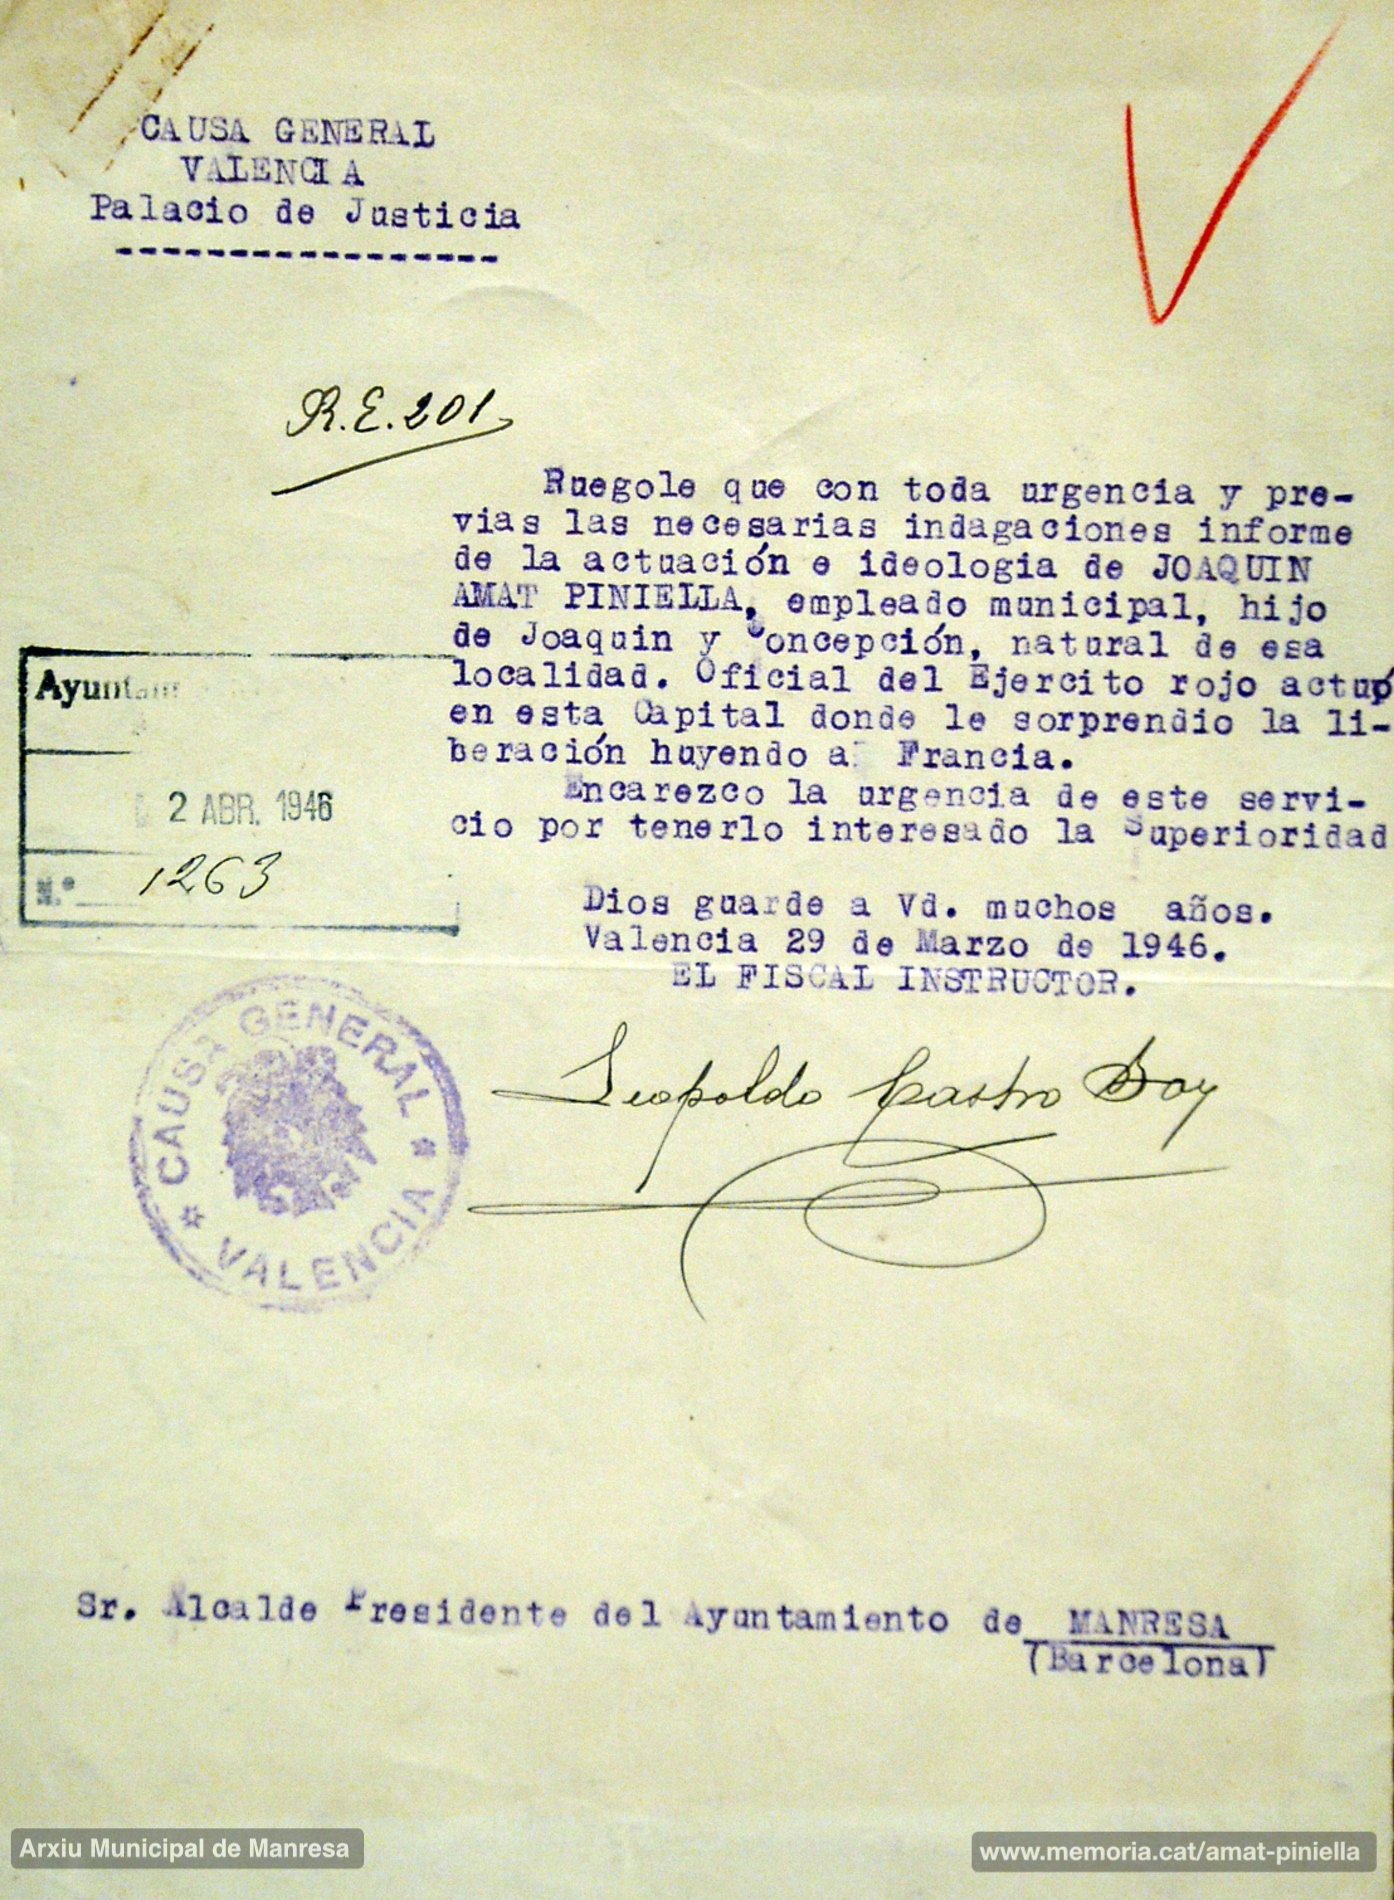 CAUSA GENERAL
VALENCIA
Palacio de Justicia
R.E. 201
Ruegole que con toda urgencia y pre-
vias las necesarias indagaciones informe
de la actuación e ideologia de JOAQUIN
AMAT PINIELLA, empleado municipal, hijo
de Joaquin y Concepción, natural de esa
localidad. Oficial del Ejercito rojo actuó
en esta Capital donde le sorprendio la li-
beración huyendo a Francia.
Encarezco la urgencia de este servi-
cio por tenerlo interesado la Superioridad
2 ABR. 1946
N.º 1263
Dios guarde a Vd. muchos años.
Valencia 29 de Marzo de 1946.
EL FISCAL INSTRUCTOR.
Leopoldo Castro Boy
CAUSA GENERAL
* VALENCIA *
Sr. Alcalde Presidente del Ayuntamiento de MANRESA
(Barcelona)
Arxiu Municipal de Manresa
www.memoria.cat/amat-piniella